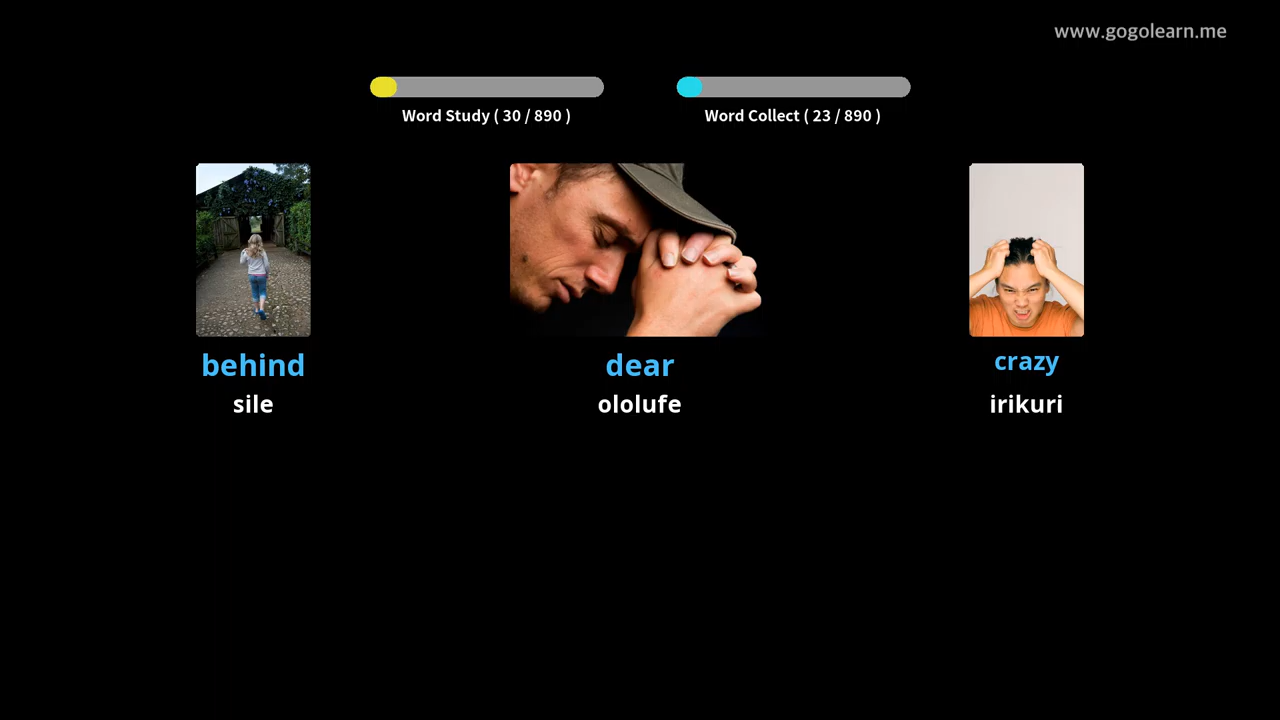 www.gogolearn.me
Word Study ( 30 / 890 )
Word Collect ( 23 / 890 )
behind
dear
crazy
sile
ololufe
irikuri